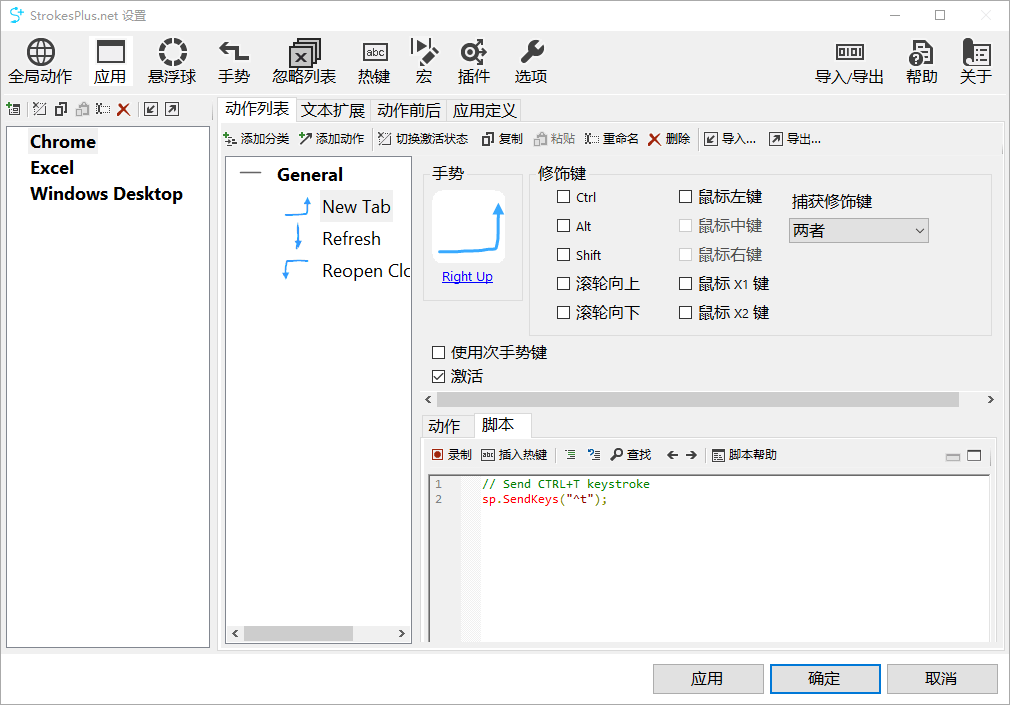 StrokesPlus.net 设置
全局动作 应用 悬浮球 手势 忽略列表 热键 宏 插件 选项 导入/导出 帮助 关于
abc
动作列表 文本扩展 动作前后 应用定义
添加分类 添加动作 切换激活状态 复制 粘贴 重命名 删除 导入... 导出...
Chrome
Excel
Windows Desktop
General
New Tab
Refresh
Reopen Clo
手势
Right Up
修饰键
Ctrl 鼠标左键
Alt 鼠标中键
Shift 鼠标右键
滚轮向上 鼠标 X1 键
滚轮向下 鼠标 X2 键
捕获修饰键
两者
使用次手势键
激活
动作 脚本
录制 插入热键 查找 脚本帮助
1 // Send CTRL+T keystroke
2 sp.SendKeys("^t");
应用 确定 取消